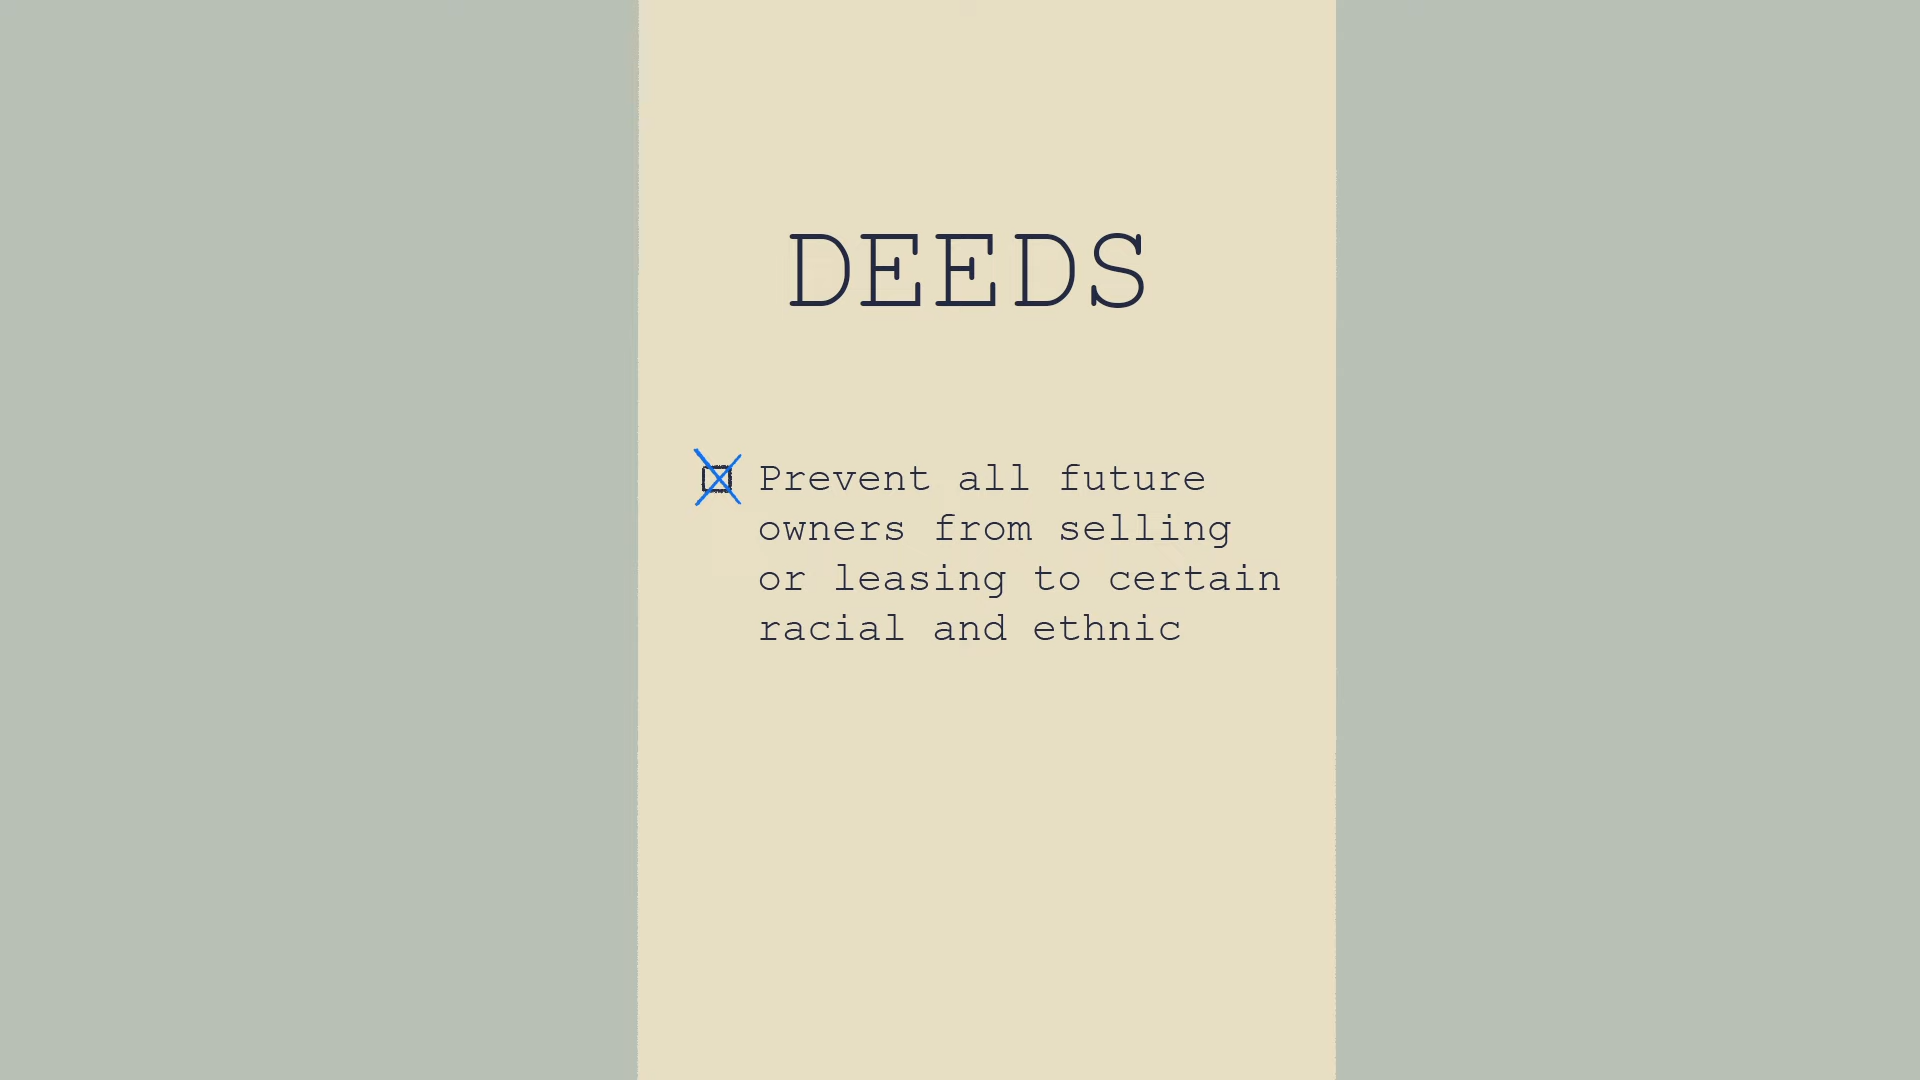 DEEDS
Prevent all future
owners from selling
or leasing to certain
racial and ethnic